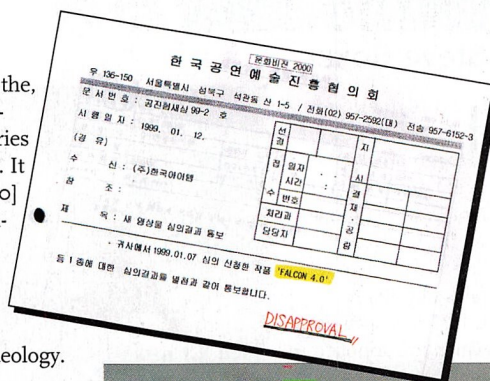 the,
-
ries
. It
o]
-
eology.
문화비전 2000
한국공연예술진흥협의회
우 136-150 서울특별시 성북구 석관동 산 1-5 / 전화(02) 957-2592(대) 전송 957-6152-3
문서번호 : 공진협새심 99-2 호
시행일자 : 1999. 01. 12.
(경 유)
수 신 : (주)한국아이템
참 조 :
제 목 : 새 영상물 심의결과 통보
선결
지시
접수
일자
시간
번호
결재·공람
처리과
담당자
· 귀사에서 1999.01.07 심의 신청한 작품 'FALCON 4.0'
등 1 종에 대한 심의결과를 별첨과 같이 통보합니다.
DISAPPROVAL